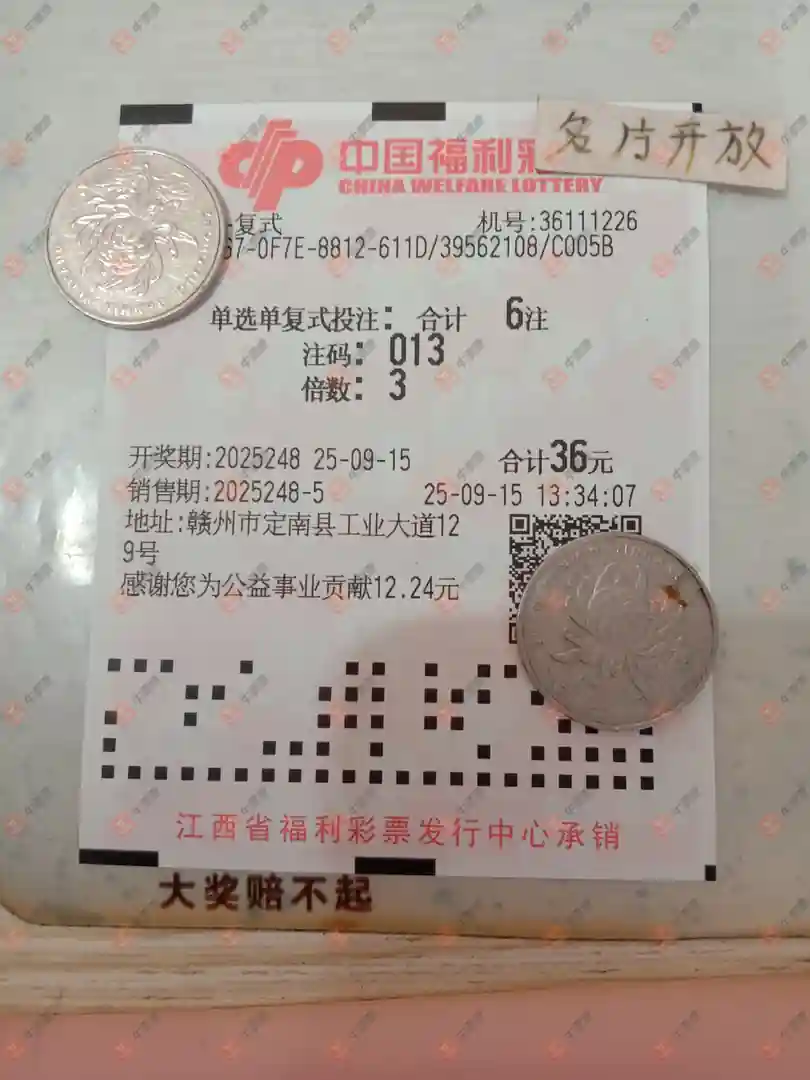 中国福利彩
名片开放
CHINA WELFARE LOTTERY
复式 机号:36111226
67-0F7E-8812-611D/39562108/C005B
单选单复式投注: 合计 6注
注码: 013
倍数: 3
开奖期:2025248 25-09-15 合计36元
销售期:2025248-5 25-09-15 13:34:07
地址:赣州市定南县工业大道12
9号
感谢您为公益事业贡献12.24元
江西省福利彩票发行中心承销
大奖赔不起